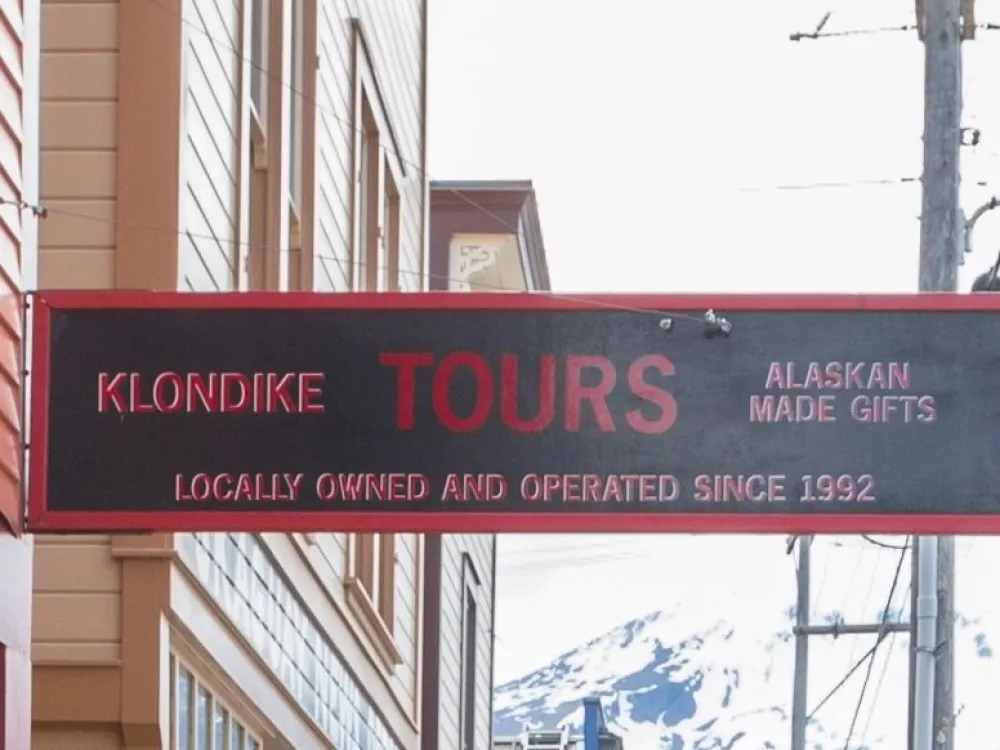 KLONDIKE TOURS ALASKAN
MADE GIFTS
LOCALLY OWNED AND OPERATED SINCE 1992